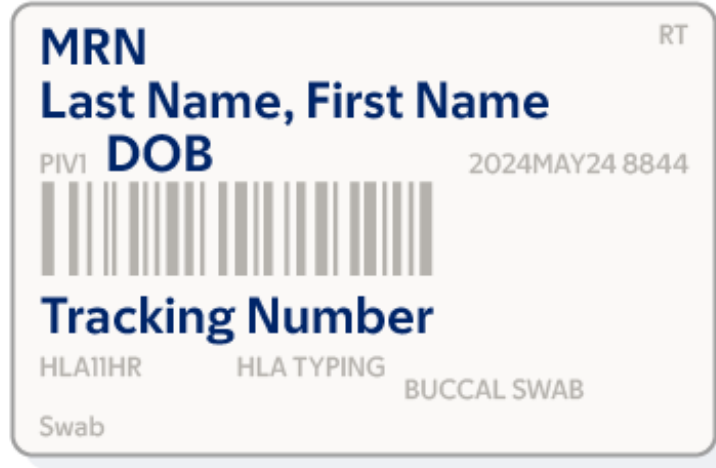 MRN RT
Last Name, First Name
PIV1 DOB 2024MAY24 8844
Tracking Number
HLA11HR HLA TYPING
BUCCAL SWAB
Swab